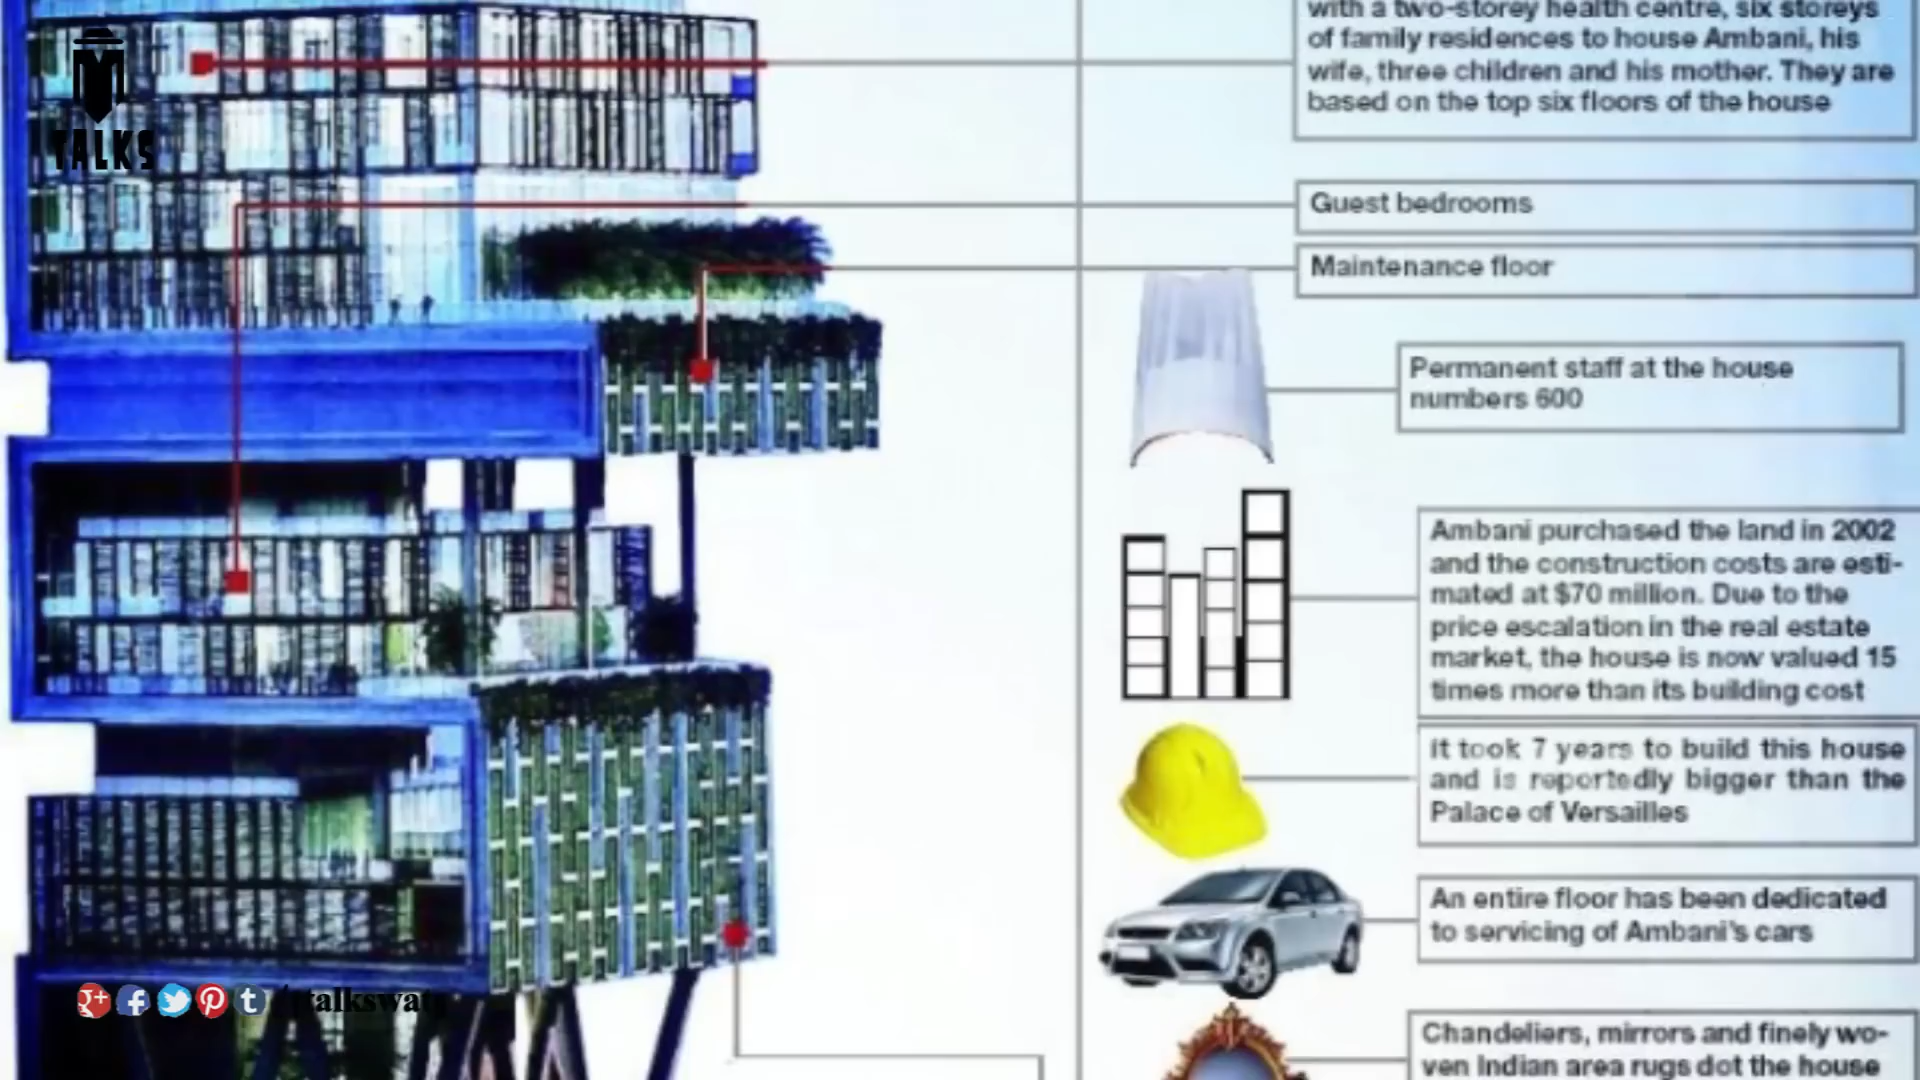 TALKS
with a two-storey health centre, six storeys
of family residences to house Ambani, his
wife, three children and his mother. They are
based on the top six floors of the house
Guest bedrooms
Maintenance floor
Permanent staff at the house
numbers 600
Ambani purchased the land in 2002
and the construction costs are esti-
mated at $70 million. Due to the
price escalation in the real estate
market, the house is now valued 15
times more than its building cost
It took 7 years to build this house
and is reportedly bigger than the
Palace of Versailles
An entire floor has been dedicated
to servicing of Ambani's cars
Chandeliers, mirrors and finely wo-
ven Indian area rugs dot the house